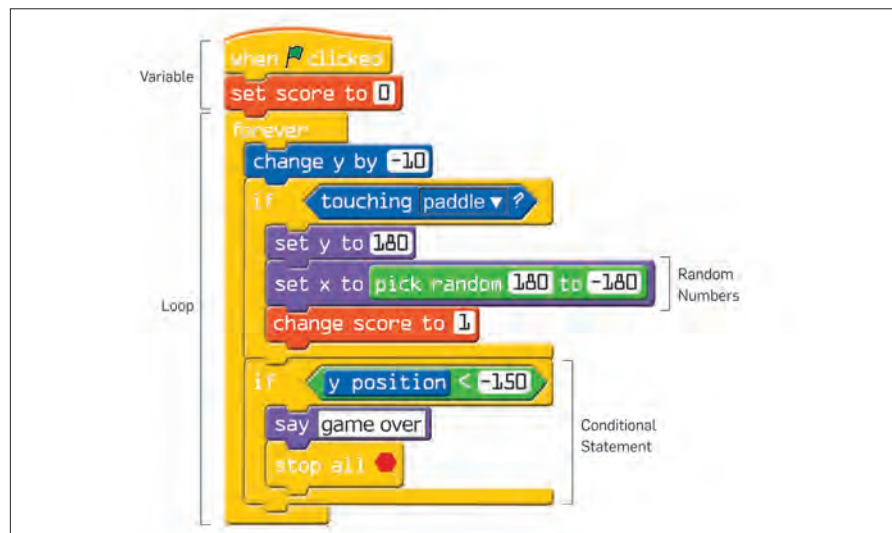 when clicked
Variable
set score to 0
forever
change y by -10
if touching paddle ▼ ?
set y to 180
set x to pick random 180 to -180
Random
Numbers
Loop
change score to 1
if y position < -150
say game over
Conditional
Statement
stop all